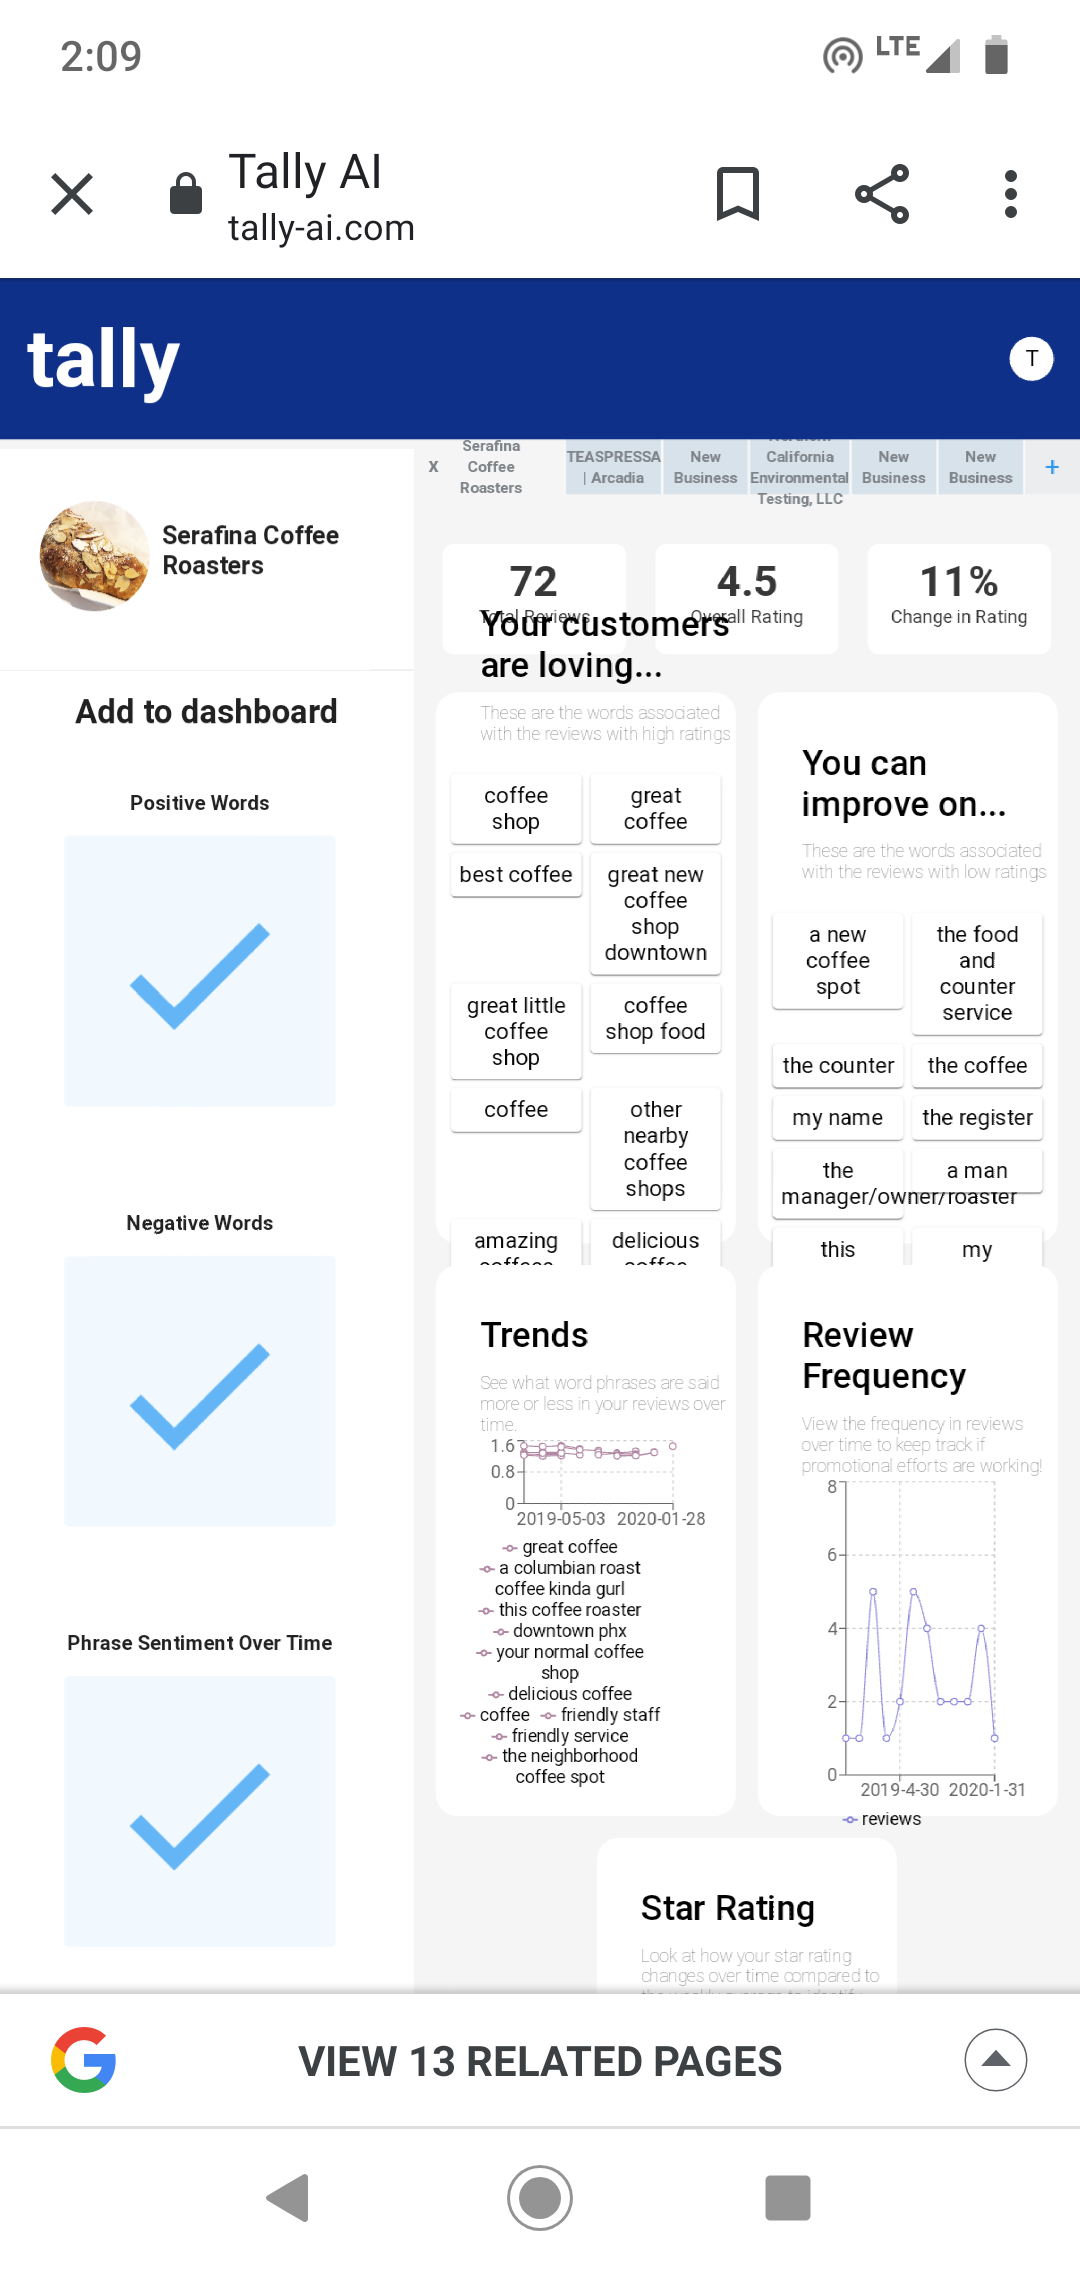 2:09
LTE
Tally AI
tally-ai.com
tally
T
X
Serafina
Coffee
Roasters
TEASPRESSA
| Arcadia
New
Business
California
Environmental
Testing, LLC
New
Business
New
Business
+
Serafina Coffee
Roasters
72
Total Reviews
4.5
Overall Rating
11%
Change in Rating
Add to dashboard
Positive Words
Negative Words
Phrase Sentiment Over Time
Your customers
are loving...
These are the words associated
with the reviews with high ratings
coffee
shop
great
coffee
best coffee
great new
coffee
shop
downtown
great little
coffee
shop
coffee
shop food
coffee
other
nearby
coffee
shops
amazing
coffees
delicious
coffee
You can
improve on...
These are the words associated
with the reviews with low ratings
a new
coffee
spot
the food
and
counter
service
the counter
the coffee
my name
the register
the
manager/owner/roaster
a man
this
my
Trends
See what word phrases are said
more or less in your reviews over
time.
1.6
0.8
0
2019-05-03 2020-01-28
great coffee
a columbian roast
coffee kinda gurl
this coffee roaster
downtown phx
your normal coffee
shop
delicious coffee
coffee friendly staff
friendly service
the neighborhood
coffee spot
Review
Frequency
View the frequency in reviews
over time to keep track if
promotional efforts are working!
8
6
4
2
0
2019-4-30 2020-1-31
reviews
Star Rating
Look at how your star rating
changes over time compared to
VIEW 13 RELATED PAGES